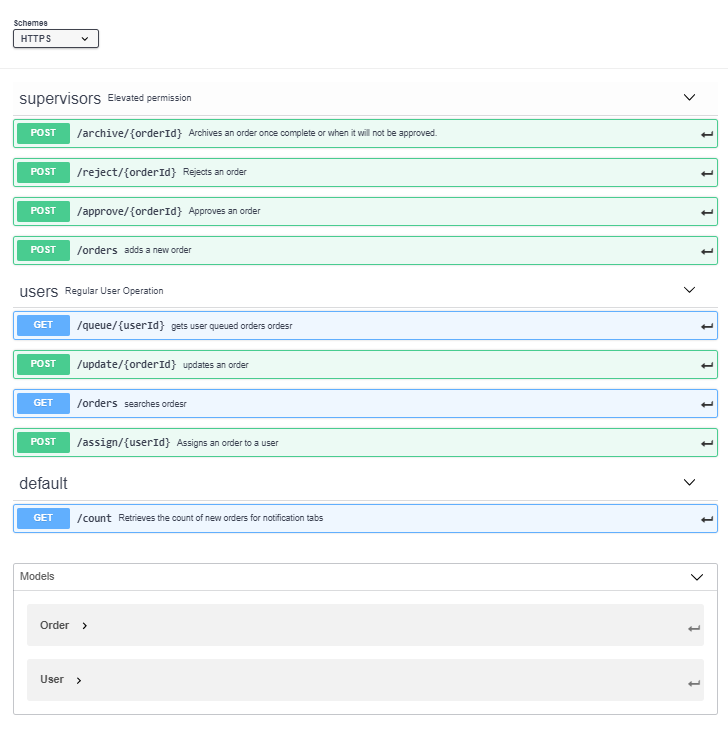 Schemes
HTTPS
supervisors Elevated permission
POST /archive/{orderId} Archives an order once complete or when it will not be approved.
POST /reject/{orderId} Rejects an order
POST /approve/{orderId} Approves an order
POST /orders adds a new order
users Regular User Operation
GET /queue/{userId} gets user queued orders ordesr
POST /update/{orderId} updates an order
GET /orders searches ordesr
POST /assign/{userId} Assigns an order to a user
default
GET /count Retrieves the count of new orders for notification tabs
Models
Order
User